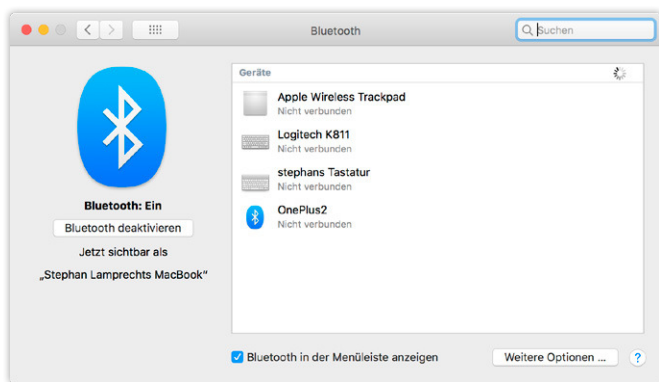 Bluetooth
Suchen
Bluetooth: Ein
Bluetooth deaktivieren
Jetzt sichtbar als
„Stephan Lamprechts MacBook“
Geräte
Apple Wireless Trackpad
Nicht verbunden
Logitech K811
Nicht verbunden
stephans Tastatur
Nicht verbunden
OnePlus2
Nicht verbunden
Bluetooth in der Menüleiste anzeigen
Weitere Optionen ...
?